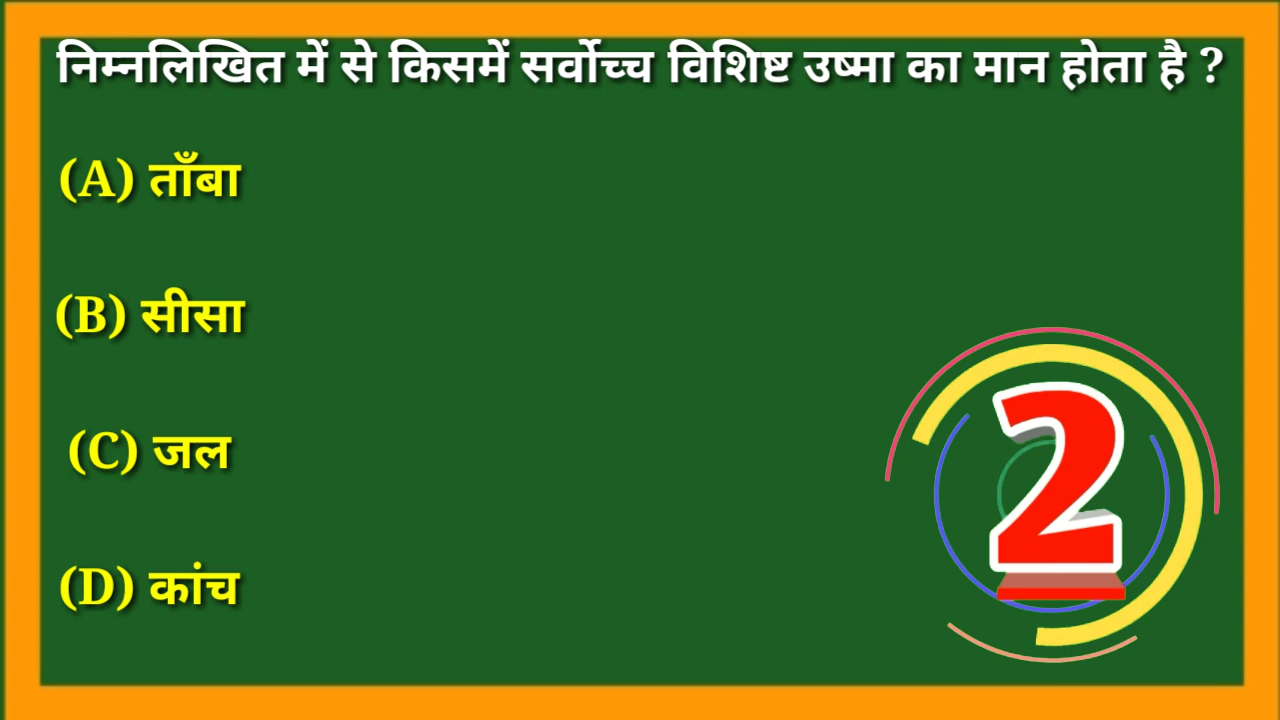 निम्नलिखित में से किसमें सर्वोच्च विशिष्ट उष्मा का मान होता है ?
(A) ताँबा
(B) सीसा
(C) जल
(D) कांच
2